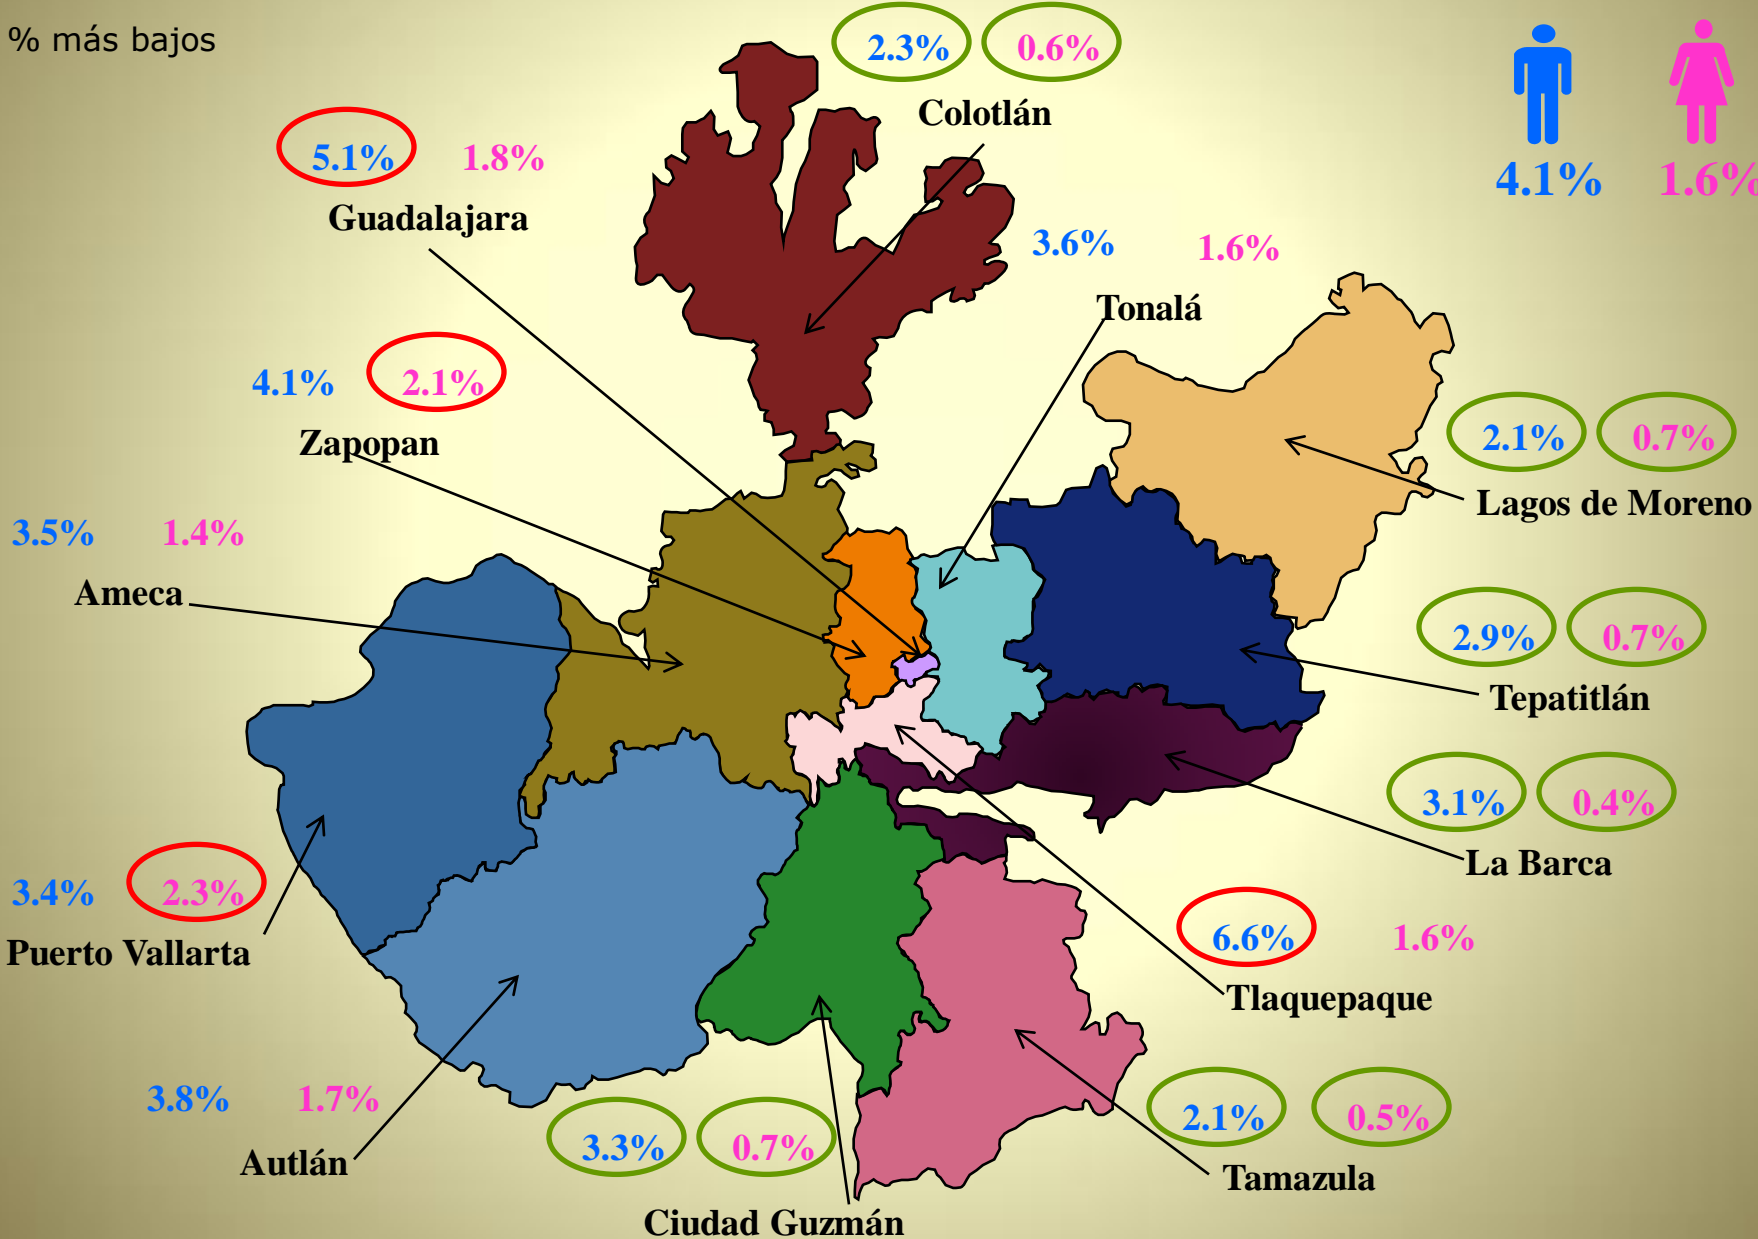 % más bajos
2.3% 0.6%
Colotlán
4.1% 1.6%
5.1% 1.8%
Guadalajara
3.6% 1.6%
Tonalá
4.1% 2.1%
Zapopan
2.1% 0.7%
Lagos de Moreno
3.5% 1.4%
Ameca
2.9% 0.7%
Tepatitlán
3.1% 0.4%
La Barca
3.4% 2.3%
Puerto Vallarta
6.6% 1.6%
Tlaquepaque
3.8% 1.7%
Autlán
3.3% 0.7%
Ciudad Guzmán
2.1% 0.5%
Tamazula